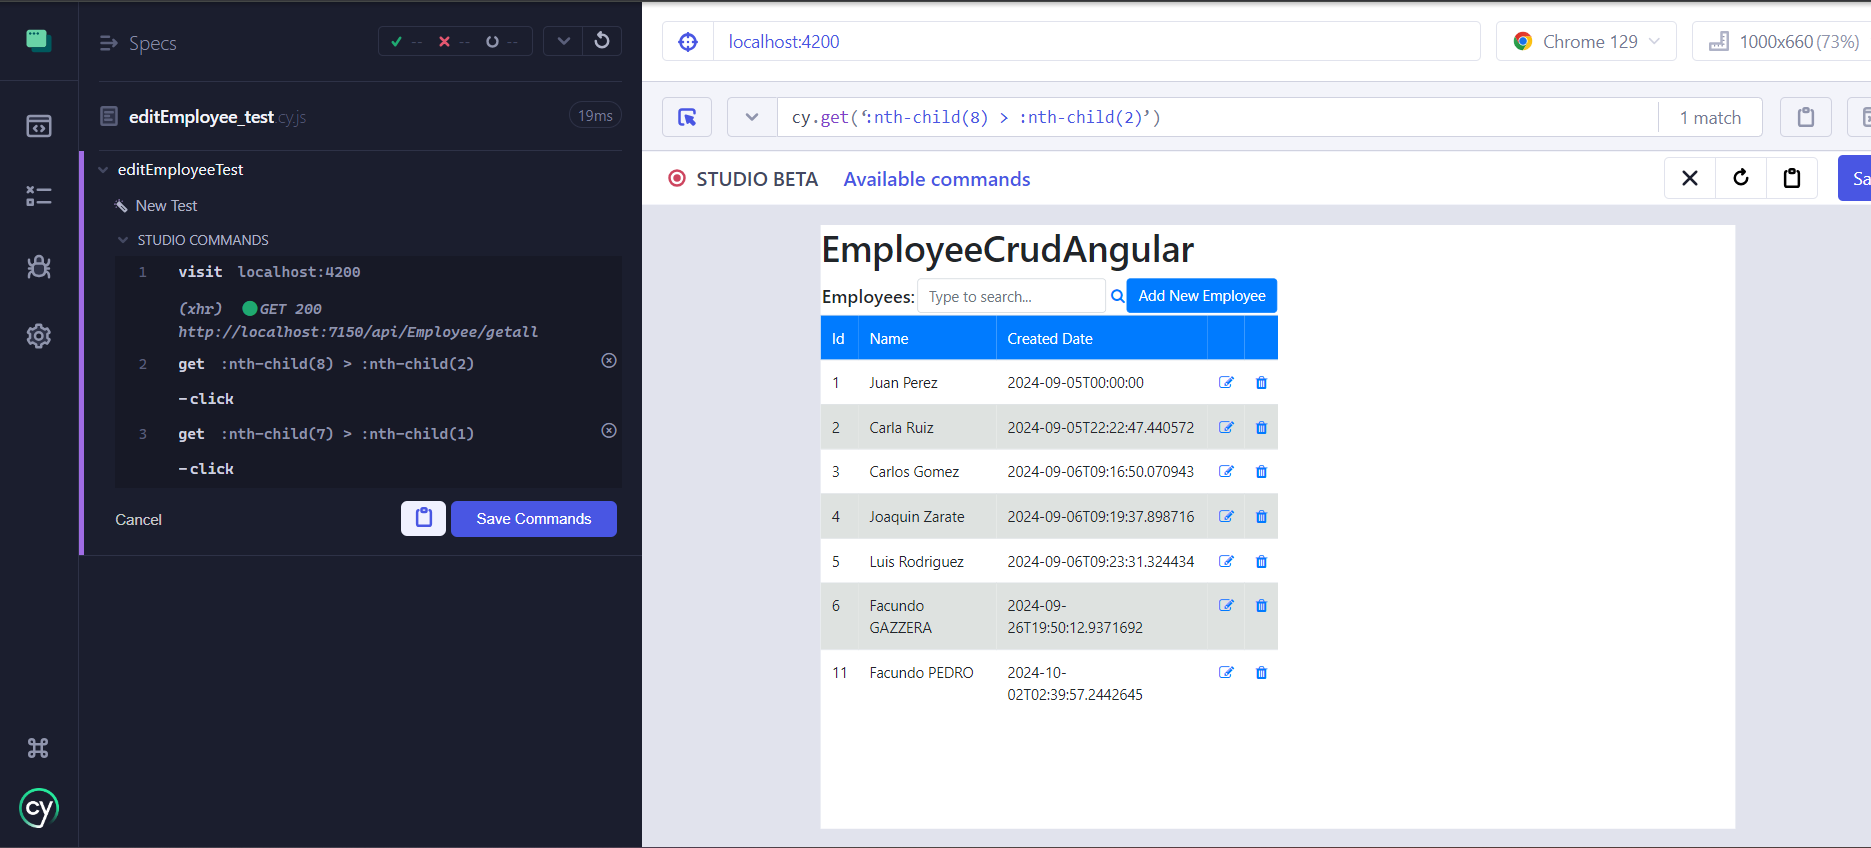 Specs
-- -- --
editEmployee_test.cy.js
19ms
editEmployeeTest
New Test
STUDIO COMMANDS
1 visit localhost:4200
(xhr) GET 200
http://localhost:7150/api/Employee/getall
2 get :nth-child(8) > :nth-child(2)
-click
3 get :nth-child(7) > :nth-child(1)
-click
Cancel
Save Commands
cy
localhost:4200
Chrome 129
1000x660 (73%)
cy.get(‘:nth-child(8) > :nth-child(2)’)
1 match
STUDIO BETA
Available commands
Sa
EmployeeCrudAngular
Employees: Type to search... Add New Employee
Id Name Created Date
1 Juan Perez 2024-09-05T00:00:00
2 Carla Ruiz 2024-09-05T22:22:47.440572
3 Carlos Gomez 2024-09-06T09:16:50.070943
4 Joaquin Zarate 2024-09-06T09:19:37.898716
5 Luis Rodriguez 2024-09-06T09:23:31.324434
6 Facundo 2024-09-
GAZZERA 26T19:50:12.9371692
11 Facundo PEDRO 2024-10-
02T02:39:57.2442645